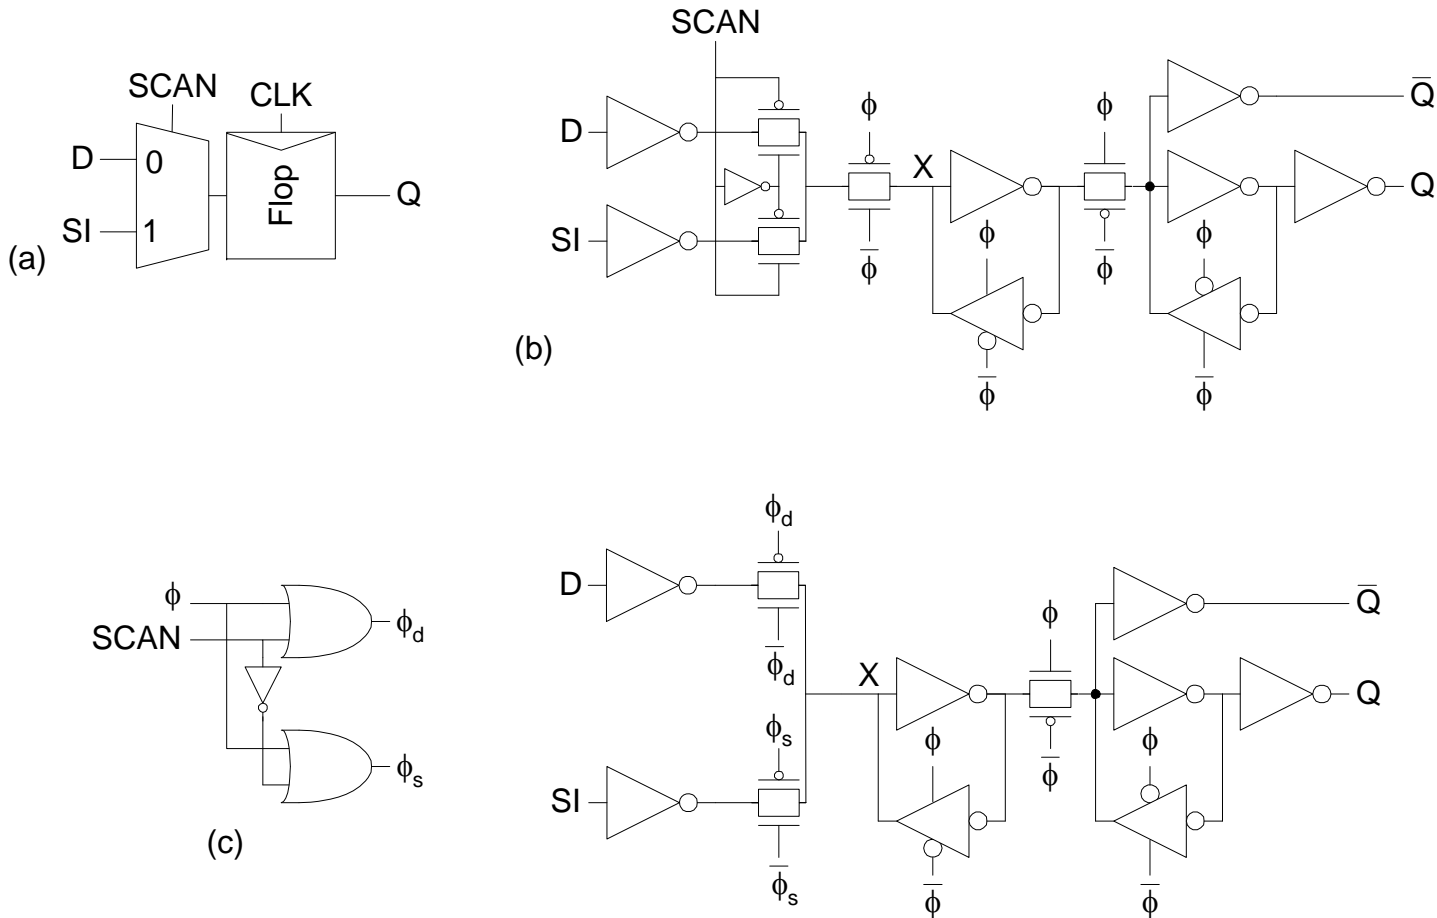 SCAN
CLK
D
0
SI
1
Flop
Q
(a)
SCAN
D
SI
ϕ
ϕ̅
X
ϕ
ϕ̅
ϕ
ϕ̅
ϕ
ϕ̅
Q̅
Q
(b)
ϕ
SCAN
ϕd
ϕs
(c)
D
ϕd
ϕ̅d
SI
ϕs
ϕ̅s
X
ϕ
ϕ̅
ϕ
ϕ̅
ϕ
ϕ̅
Q̅
Q